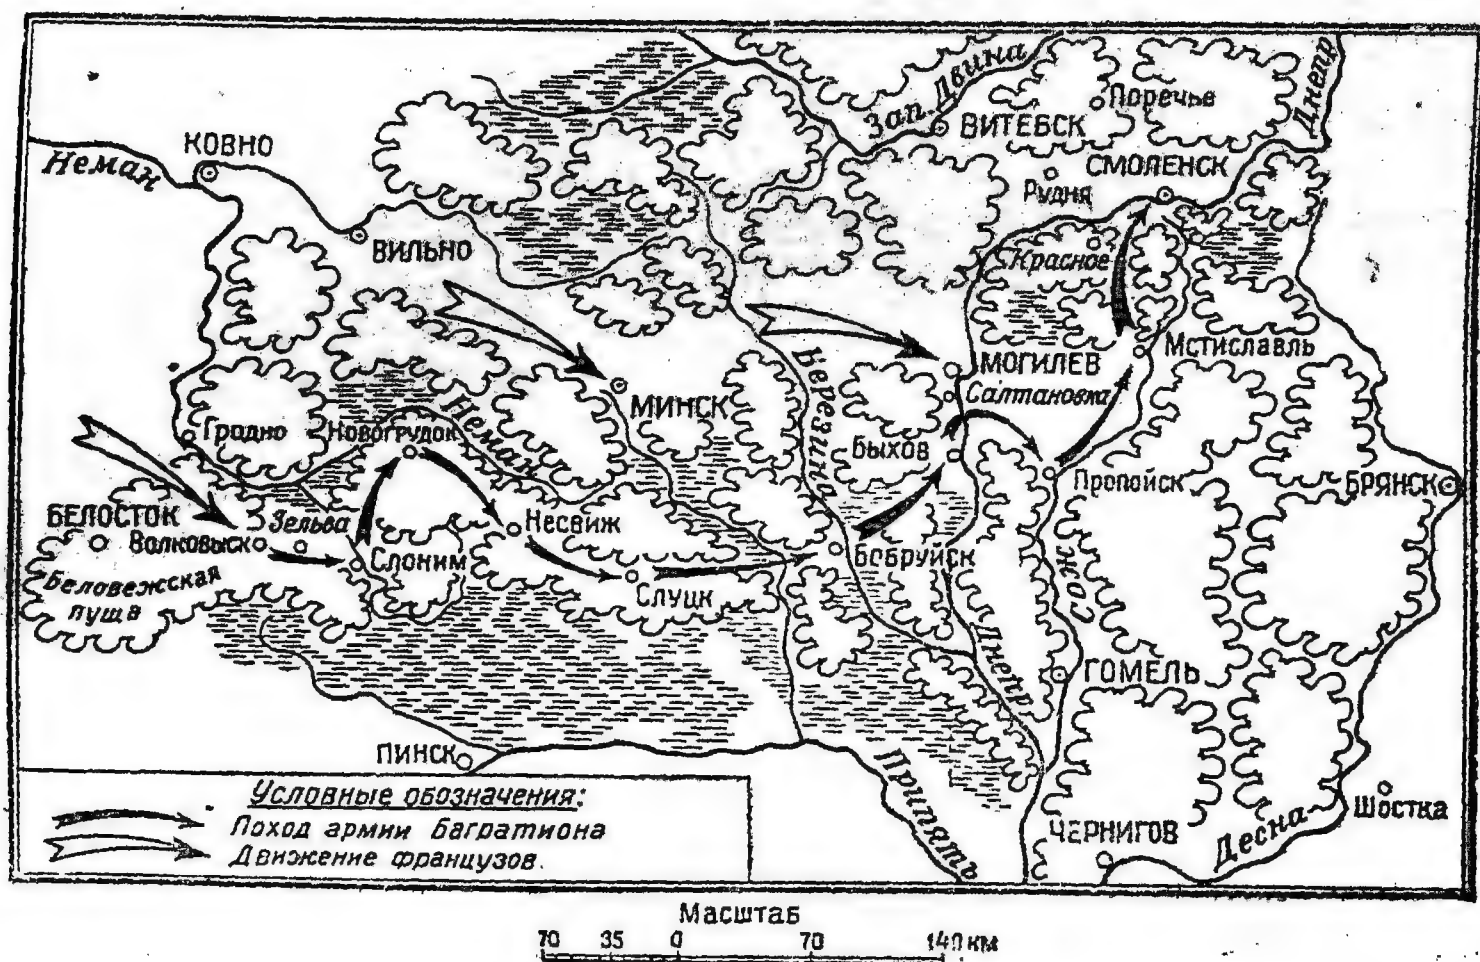 Днепр
Зап. Двина
Поречье
ВИТЕБСК
КОВНО
Неман
СМОЛЕНСК
Рудня
ВИЛЬНО
Красное
МОГИЛЕВ
Мстиславль
Салтановка
Березина
МИНСК
Неман
Гродно
Новогрудок
Быхов
Пропойск
БРЯНСК
БЕЛОСТОК
Зельва
Волковыск
Несвиж
Слоним
Бобруйск
Беловежская
пуща
Слуцк
Сож
Днепр
ГОМЕЛЬ
ПИНСК
Припять
Шостка
ЧЕРНИГОВ
Десна
Условные обозначения:
Поход армии Багратиона
Движение французов.
Масштаб
70 35 0 70 140 км